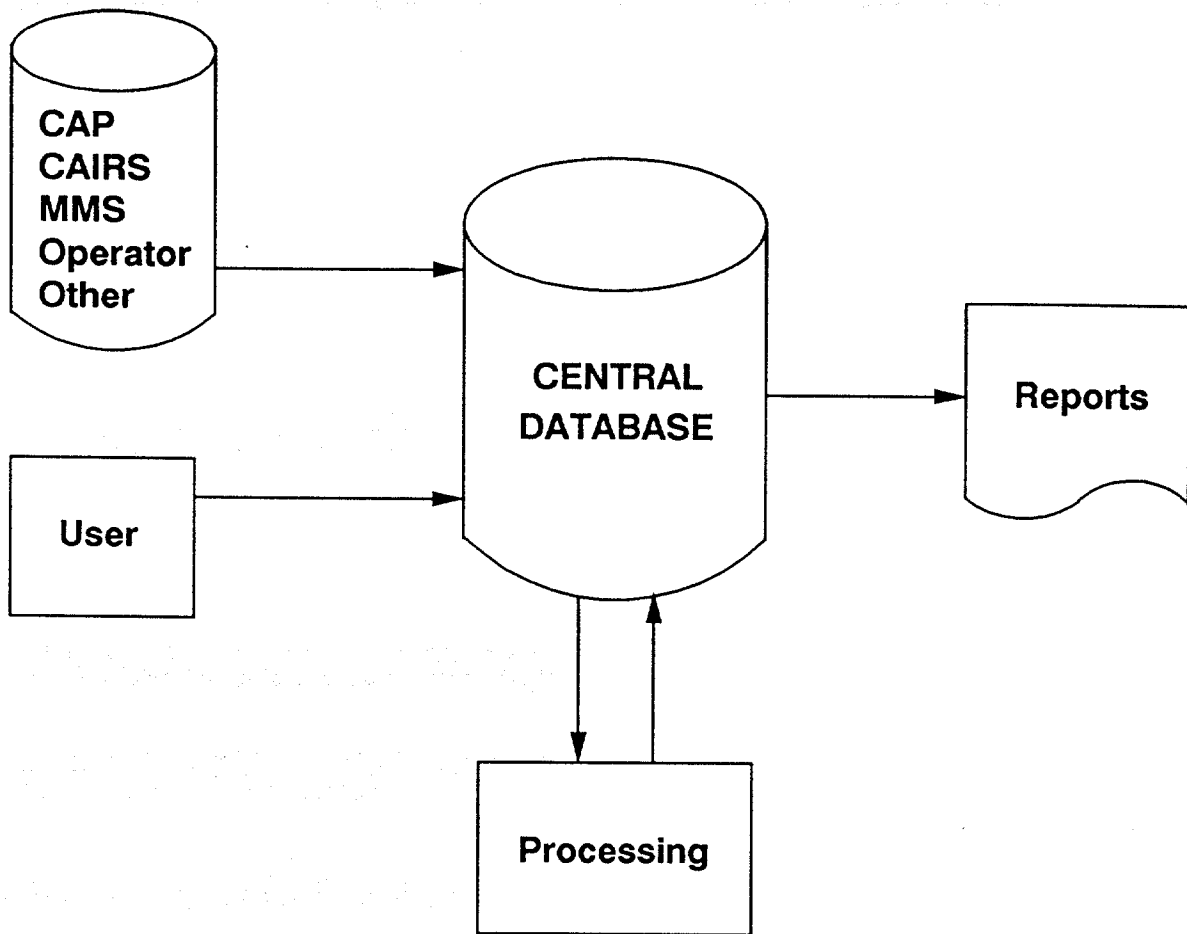 CAP
CAIRS
MMS
Operator
Other
CENTRAL
DATABASE
Reports
User
Processing